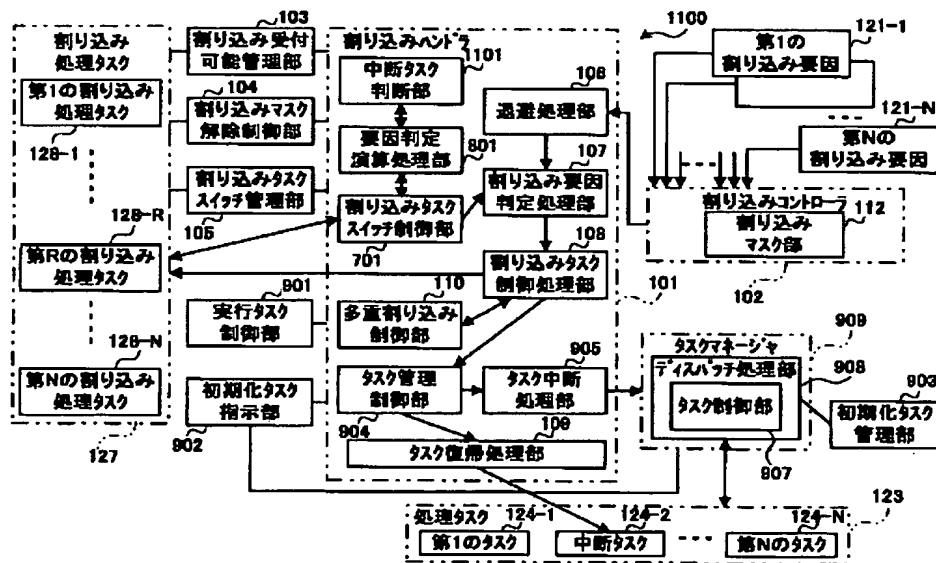 1100
割り込み
処理タスク
第1の割り込み
処理タスク
128-1
第Rの割り込み
処理タスク
128-R
第Nの割り込み
処理タスク
128-N
127
103
割り込み受付
可能管理部
104
割り込みマスク
解除制御部
割り込みタスク
スイッチ管理部
105
901
実行タスク
制御部
初期化タスク
指示部
902
割り込みハンドラ
1101
中断タスク
判断部
要因判定
演算処理部
801
割り込みタスク
スイッチ制御部
701
106
退避処理部
107
割り込み要因
判定処理部
108
割り込みタスク
制御処理部
110
多重割り込み
制御部
101
タスク管理
制御部
904
905
タスク中断
処理部
109
タスク復帰処理部
121-1
第1の
割り込み要因
121-N
第Nの
割り込み要因
割り込みコントローラ
割り込み
マスク部
112
102
909
タスクマネージャ
ディスパッチ処理部
908
タスク制御部
907
903
初期化タスク
管理部
123
処理タスク
124-1
第1のタスク
124-2
中断タスク
124-N
第Nのタスク